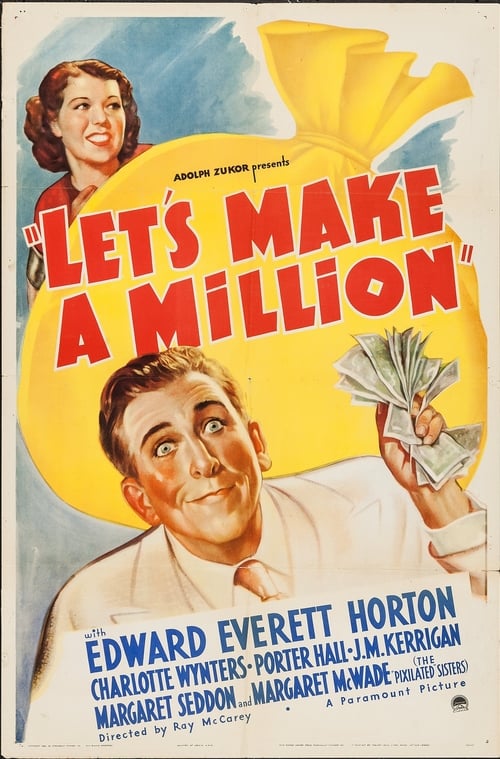 ADOLPH ZUKOR presents
"LET'S MAKE
A MILLION"
with
EDWARD EVERETT HORTON
CHARLOTTE WYNTERS · PORTER HALL · J.M. KERRIGAN
MARGARET SEDDON and MARGARET McWADE (THE PIXILATED SISTERS)
Directed by Ray McCarey
A Paramount Picture